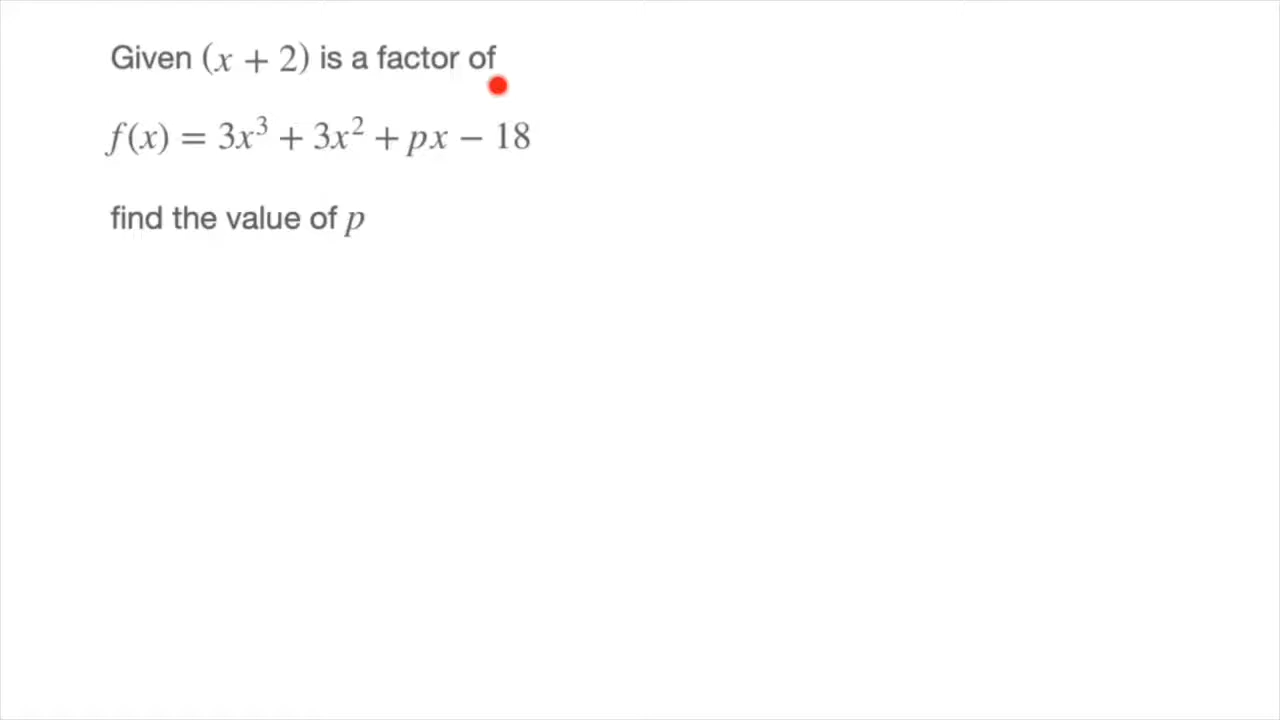 Given (x + 2) is a factor of
f(x) = 3x³ + 3x² + px − 18
find the value of p